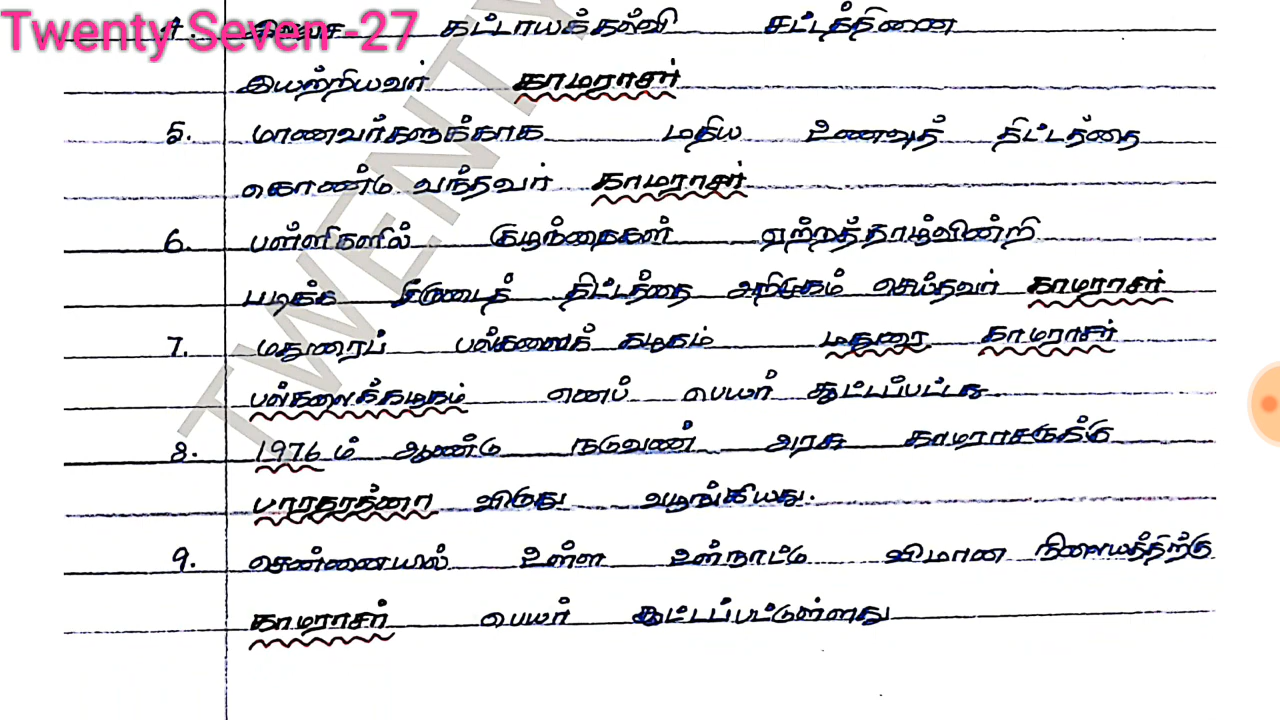 Twenty Seven -27
4. இலவச கட்டாயக்கல்வி சட்டத்தினை
இயற்றியவர் காமராசர்
5. மாணவர்களுக்காக மதிய உணவுத் திட்டத்தை
கொண்டு வந்தவர் காமராசர்
6. பள்ளிகளில் குழந்தைகள் ஏற்றத்தாழ்வின்றி
படிக்க சீருடைத் திட்டத்தை அறிமுகம் செய்தவர் காமராசர்
7. மதுரைப் பல்கலைக் கழகம் மதுரை காமராசர்
பல்கலைக்கழகம் எனப் பெயர் சூட்டப்பட்டது.
8. 1976 ம் ஆண்டு நடுவண் அரசு காமராசருக்கு
பாரதரத்னா விருது வழங்கியது.
9. சென்னையில் உள்ள உள்நாட்டு விமான நிலையத்திற்கு
காமராசர் பெயர் சூட்டப்பட்டுள்ளது
TWENTY